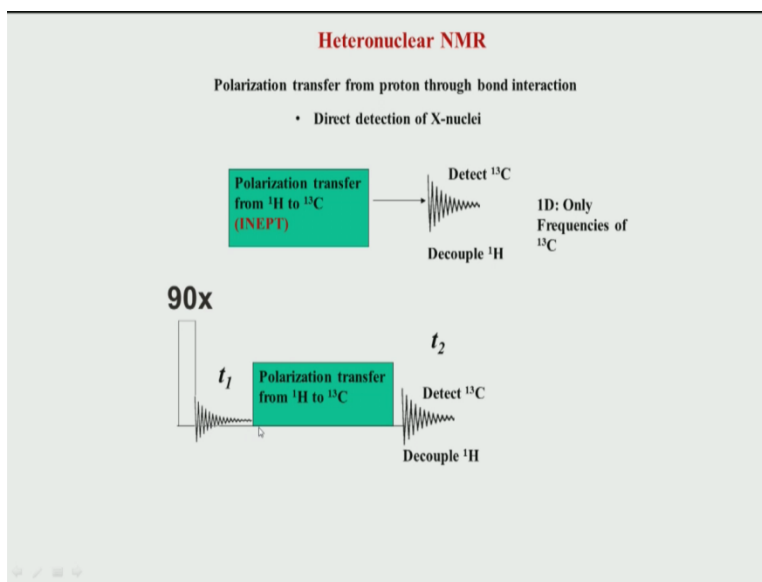 Heteronuclear NMR
Polarization transfer from proton through bond interaction
• Direct detection of X-nuclei
Polarization transfer
from ¹H to ¹³C
(INEPT)
Detect ¹³C
Decouple ¹H
1D: Only
Frequencies of
¹³C
90x
t₁
Polarization transfer
from ¹H to ¹³C
t₂
Detect ¹³C
Decouple ¹H